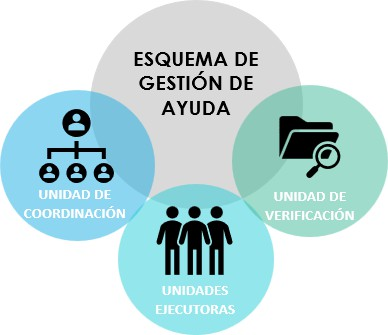 ESQUEMA DE
GESTIÓN DE
AYUDA
UNIDAD DE
COORDINACIÓN
UNIDAD DE
VERIFICACIÓN
UNIDADES
EJECUTORAS